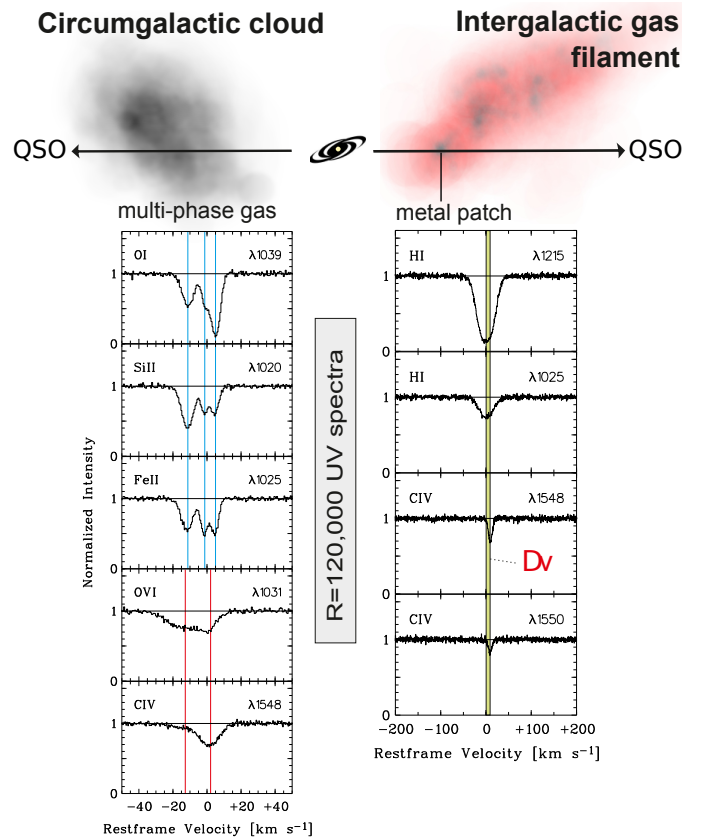 Circumgalactic cloud
Intergalactic gas
filament
QSO
QSO
multi-phase gas
metal patch
OI λ1039
1
0
SiII λ1020
1
0
FeII λ1025
1
0
OVI λ1031
1
0
CIV λ1548
1
0
-40 -20 0 +20 +40
Restframe Velocity [km s⁻¹]
Normalized Intensity
R=120,000 UV spectra
HI λ1215
1
0
HI λ1025
1
0
CIV λ1548
1
Dv
0
CIV λ1550
1
0
-200 -100 0 +100 +200
Restframe Velocity [km s⁻¹]